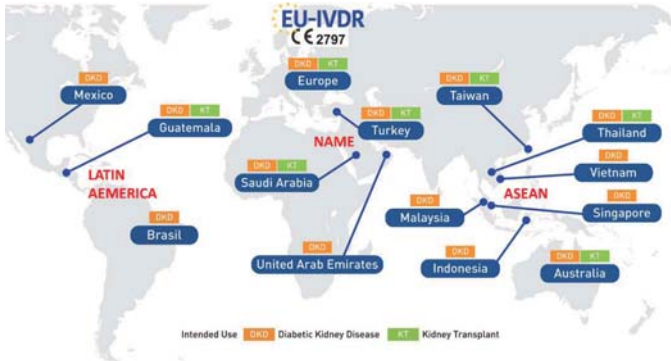 EU-IVDR
CE 2797
DKD
Mexico
DKD KT
Guatemala
LATIN
AEMERICA
DKD
Brasil
DKD KT
Europe
DKD KT
Turkey
NAME
DKD KT
Saudi Arabia
DKD
United Arab Emirates
DKD KT
Taiwan
DKD KT
Thailand
DKD
Vietnam
ASEAN
DKD
Singapore
DKD
Malaysia
DKD
Indonesia
DKD KT
Australia
Intended Use DKD Diabetic Kidney Disease KT Kidney Transplant